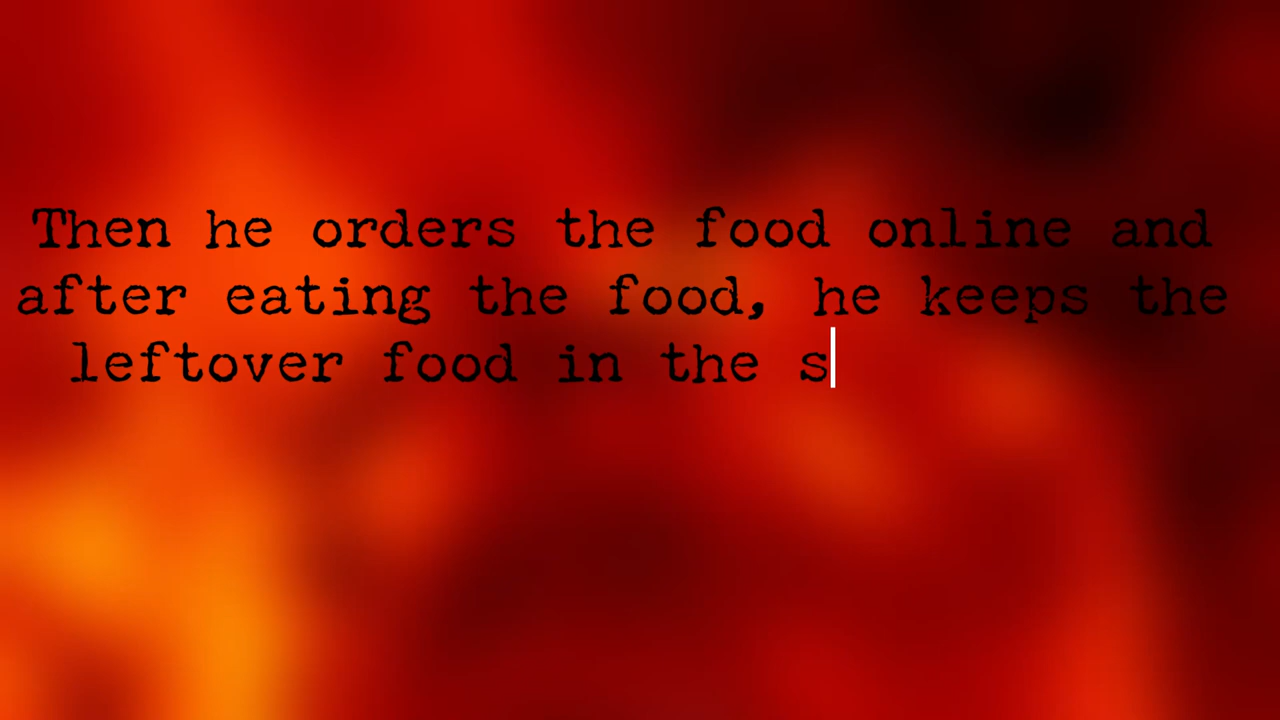 Then he orders the food online and
after eating the food, he keeps the
leftover food in the s